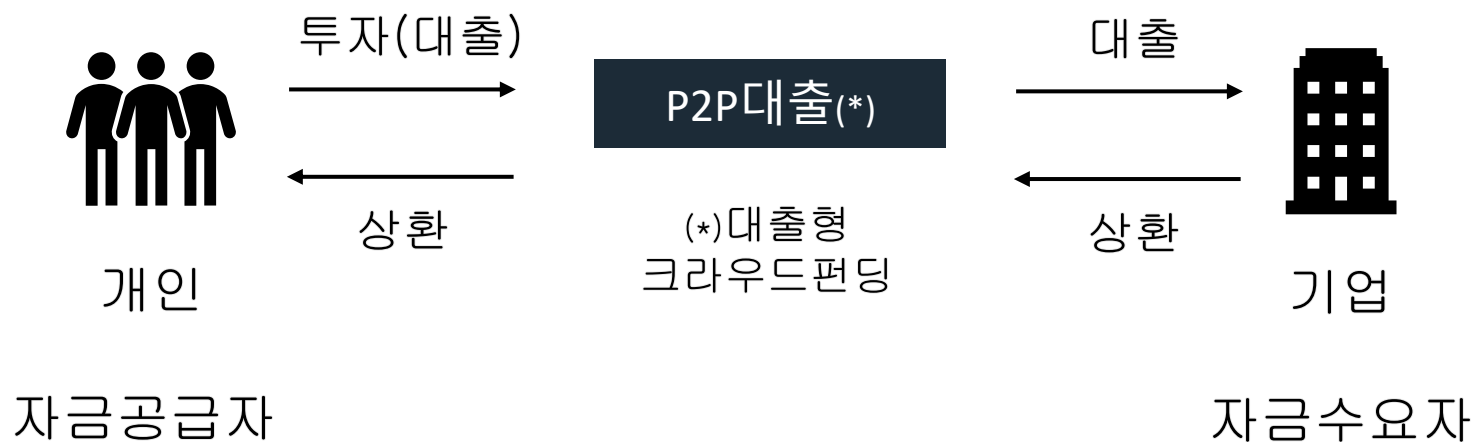 투자(대출)
대출
P2P대출(*)
상환
(*)대출형
크라우드펀딩
상환
개인
기업
자금공급자
자금수요자